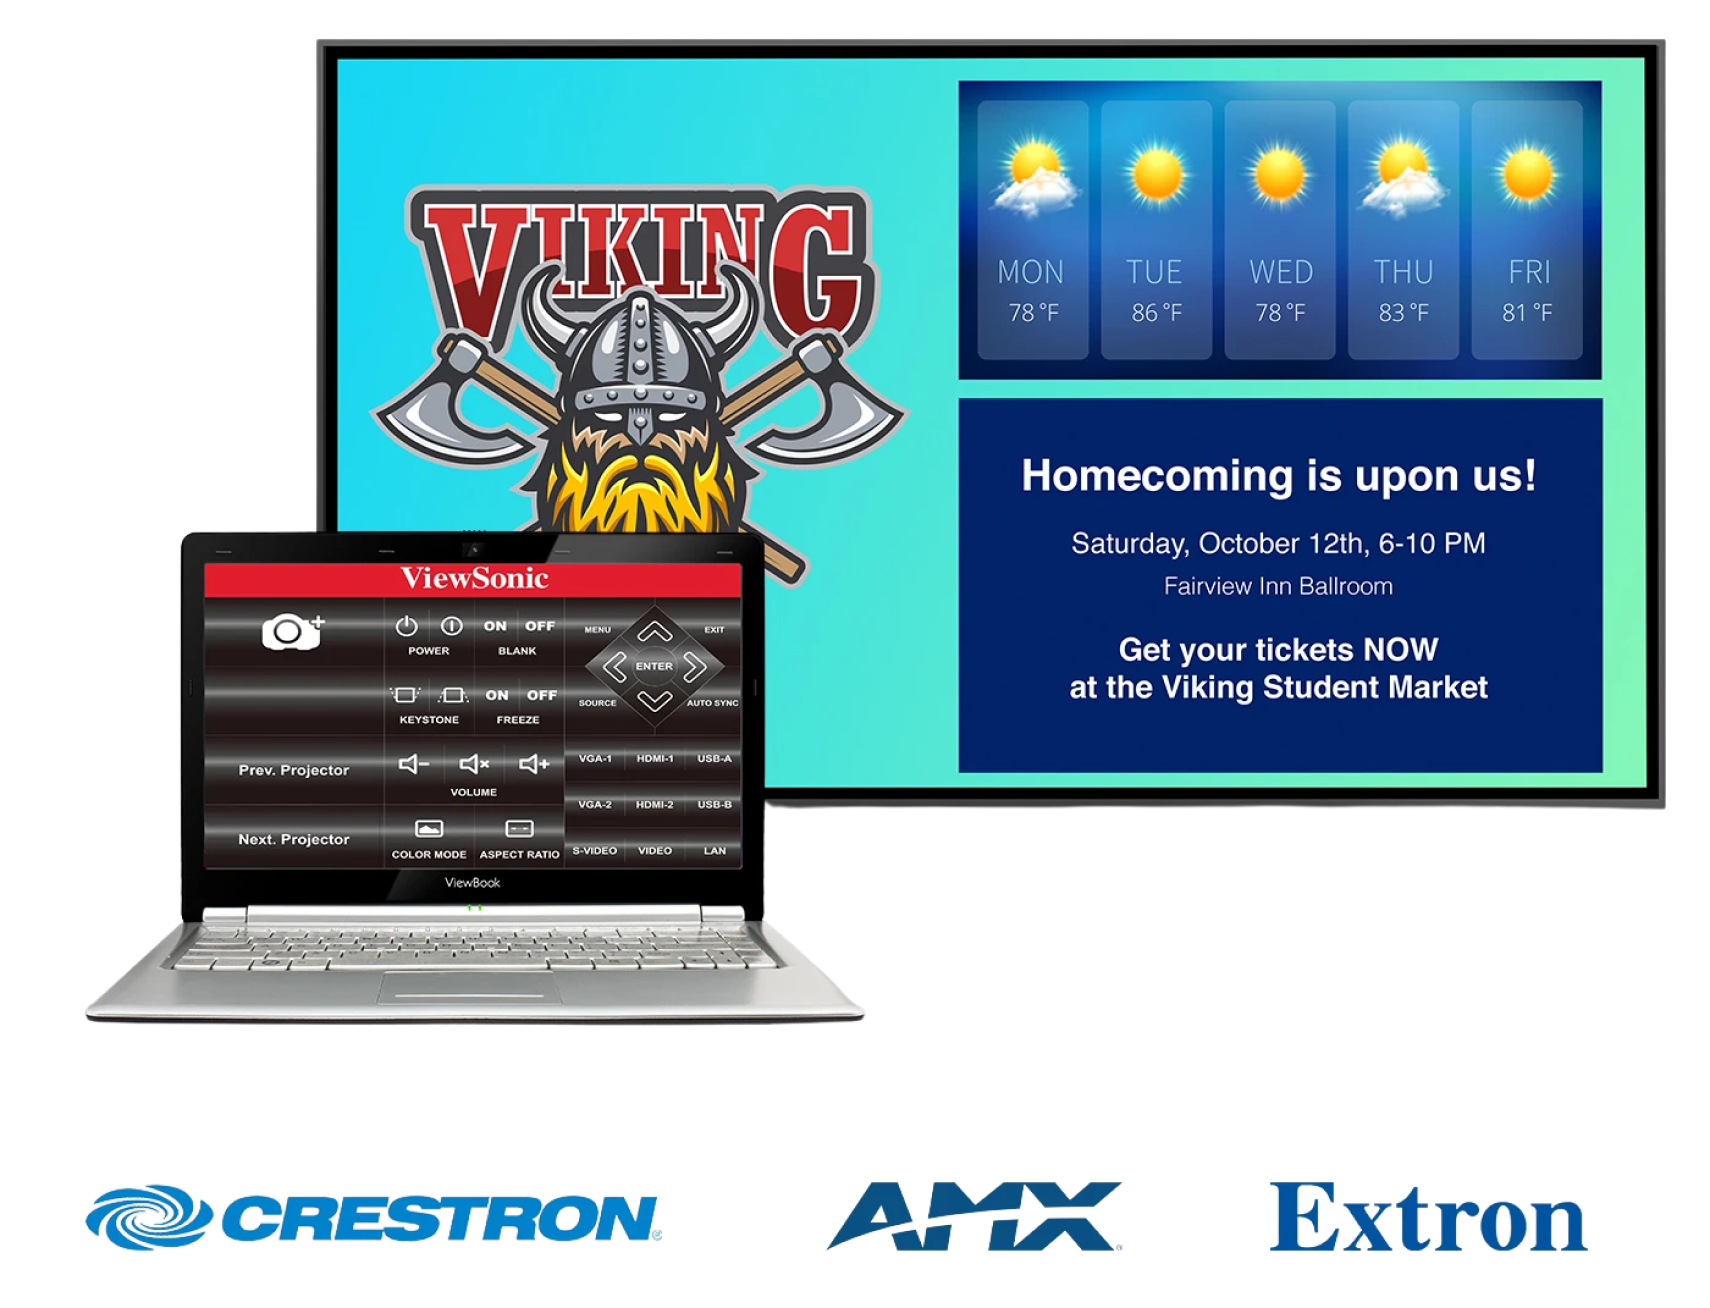 VIKING
MON TUE WED THU FRI
78 °F 86 °F 78 °F 83 °F 81 °F
Homecoming is upon us!
Saturday, October 12th, 6-10 PM
Fairview Inn Ballroom
Get your tickets NOW
at the Viking Student Market
ViewSonic
ON OFF
POWER BLANK
MENU EXIT
ENTER
ON OFF
KEYSTONE FREEZE
SOURCE AUTO SYNC
Prev. Projector
VOLUME
VGA-1 HDMI-1 USB-A
VGA-2 HDMI-2 USB-B
Next. Projector
COLOR MODE ASPECT RATIO
S-VIDEO VIDEO LAN
ViewBook
CRESTRON
AMX
Extron